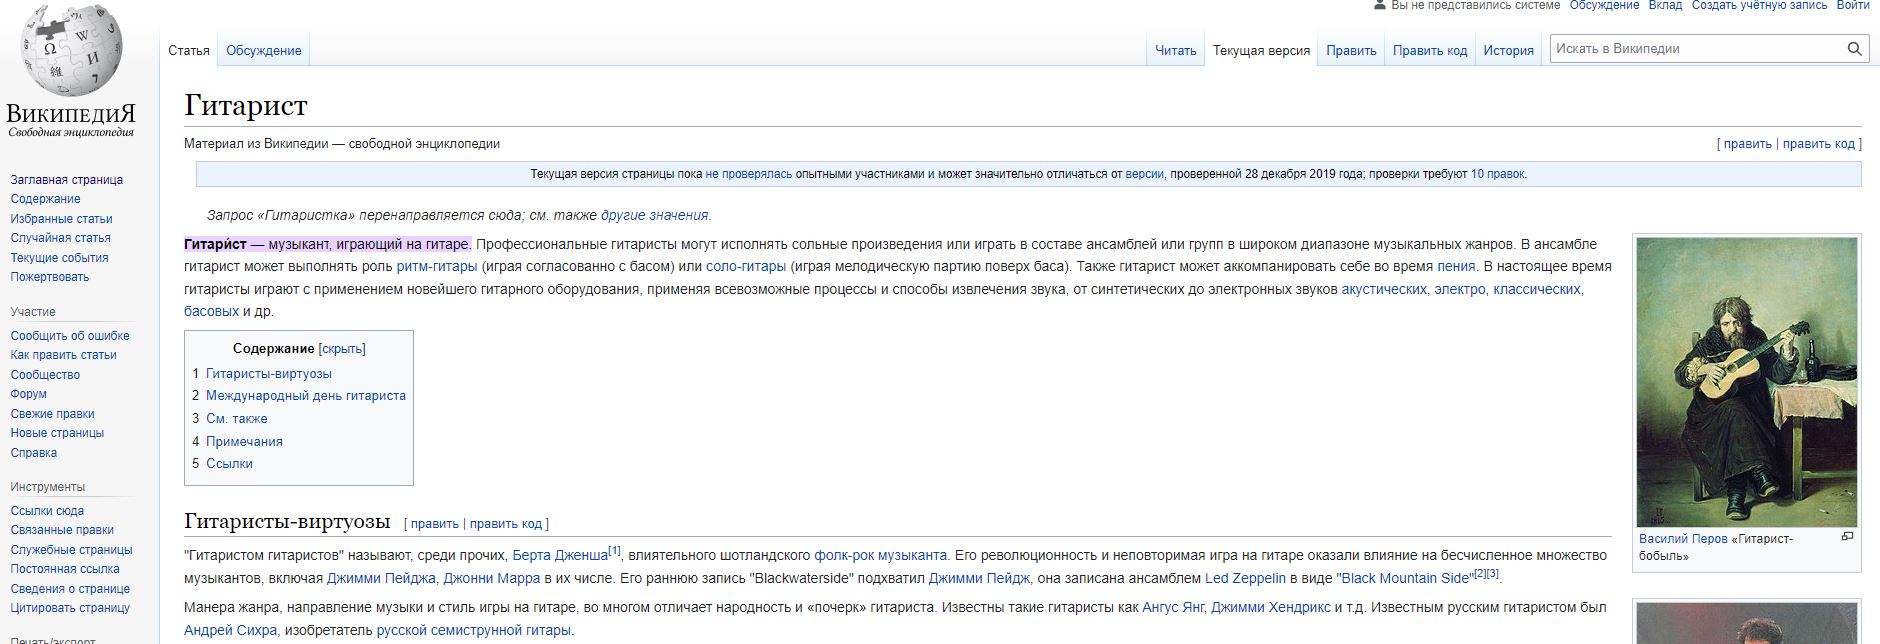 Вы не представились системе Обсуждение Вклад Создать учётную запись Войти
Статья Обсуждение Читать Текущая версия Править Править код История Искать в Википедии
ВикипедиЯ
Свободная энциклопедия
Заглавная страница
Содержание
Избранные статьи
Случайная статья
Текущие события
Пожертвовать
Участие
Сообщить об ошибке
Как править статьи
Сообщество
Форум
Свежие правки
Новые страницы
Справка
Инструменты
Ссылки сюда
Связанные правки
Служебные страницы
Постоянная ссылка
Сведения о странице
Цитировать страницу
Печать/экспорт
Гитарист
Материал из Википедии — свободной энциклопедии [ править | править код ]
Текущая версия страницы пока не проверялась опытными участниками и может значительно отличаться от версии, проверенной 28 декабря 2019 года; проверки требуют 10 правок.
Запрос «Гитаристка» перенаправляется сюда; см. также другие значения.
Гитари́ст — музыкант, играющий на гитаре. Профессиональные гитаристы могут исполнять сольные произведения или играть в составе ансамблей или групп в широком диапазоне музыкальных жанров. В ансамбле
гитарист может выполнять роль ритм-гитары (играя согласованно с басом) или соло-гитары (играя мелодическую партию поверх баса). Также гитарист может аккомпанировать себе во время пения. В настоящее время
гитаристы играют с применением новейшего гитарного оборудования, применяя всевозможные процессы и способы извлечения звука, от синтетических до электронных звуков акустических, электро, классических,
басовых и др.
Содержание [скрыть]
1 Гитаристы-виртуозы
2 Международный день гитариста
3 См. также
4 Примечания
5 Ссылки
Василий Перов «Гитарист-
бобыль»
Гитаристы-виртуозы [ править | править код ]
"Гитаристом гитаристов" называют, среди прочих, Берта Дженша[1], влиятельного шотландского фолк-рок музыканта. Его революционность и неповторимая игра на гитаре оказали влияние на бесчисленное множество
музыкантов, включая Джимми Пейджа, Джонни Марра в их числе. Его раннюю запись "Blackwaterside" подхватил Джимми Пейдж, она записана ансамблем Led Zeppelin в виде "Black Mountain Side"[2][3].
Манера жанра, направление музыки и стиль игры на гитаре, во многом отличает народность и «почерк» гитариста. Известны такие гитаристы как Ангус Янг, Джимми Хендрикс и т.д. Известным русским гитаристом был
Андрей Сихра, изобретатель русской семиструнной гитары.